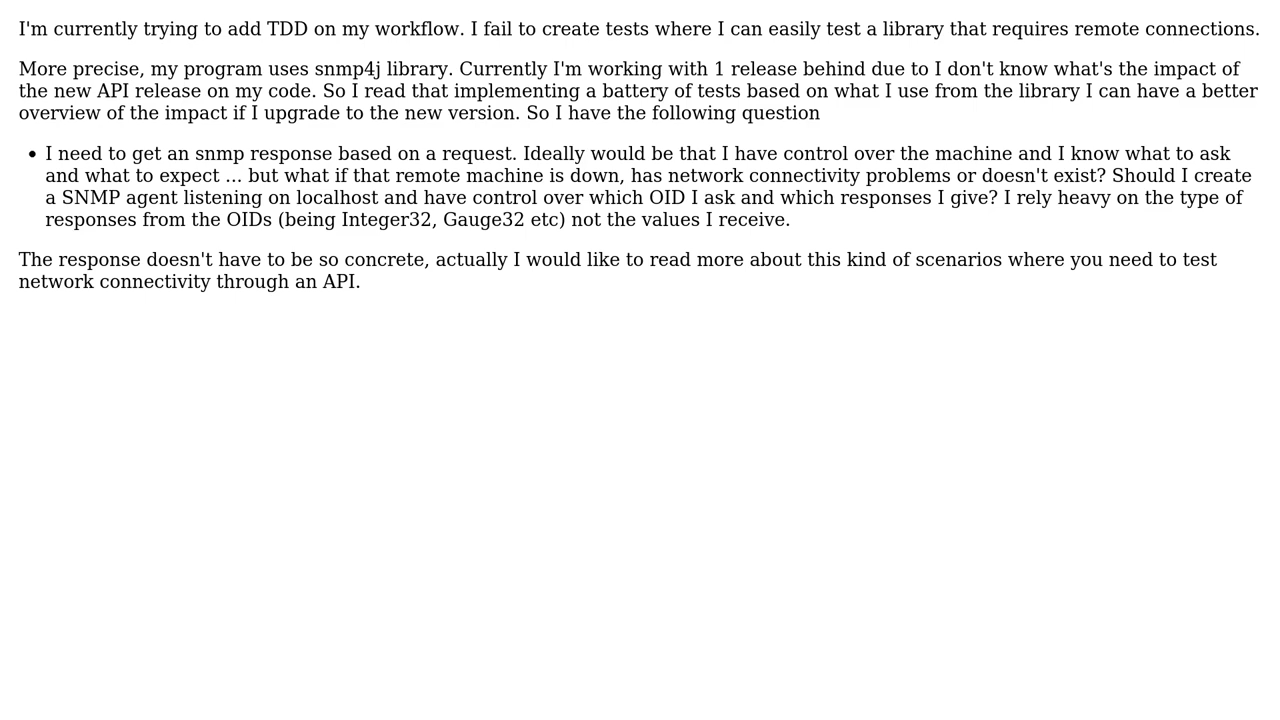 I'm currently trying to add TDD on my workflow. I fail to create tests where I can easily test a library that requires remote connections.
More precise, my program uses snmp4j library. Currently I'm working with 1 release behind due to I don't know what's the impact of
the new API release on my code. So I read that implementing a battery of tests based on what I use from the library I can have a better
overview of the impact if I upgrade to the new version. So I have the following question
• I need to get an snmp response based on a request. Ideally would be that I have control over the machine and I know what to ask
and what to expect ... but what if that remote machine is down, has network connectivity problems or doesn't exist? Should I create
a SNMP agent listening on localhost and have control over which OID I ask and which responses I give? I rely heavy on the type of
responses from the OIDs (being Integer32, Gauge32 etc) not the values I receive.
The response doesn't have to be so concrete, actually I would like to read more about this kind of scenarios where you need to test
network connectivity through an API.